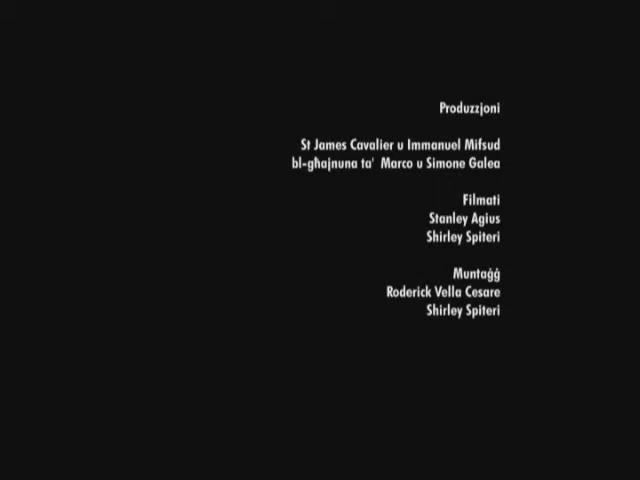 Produzzjoni
St James Cavalier u Immanuel Mifsud
bl-għajnuna ta' Marco u Simone Galea
Filmati
Stanley Agius
Shirley Spiteri
Muntaġġ
Roderick Vella Cesare
Shirley Spiteri